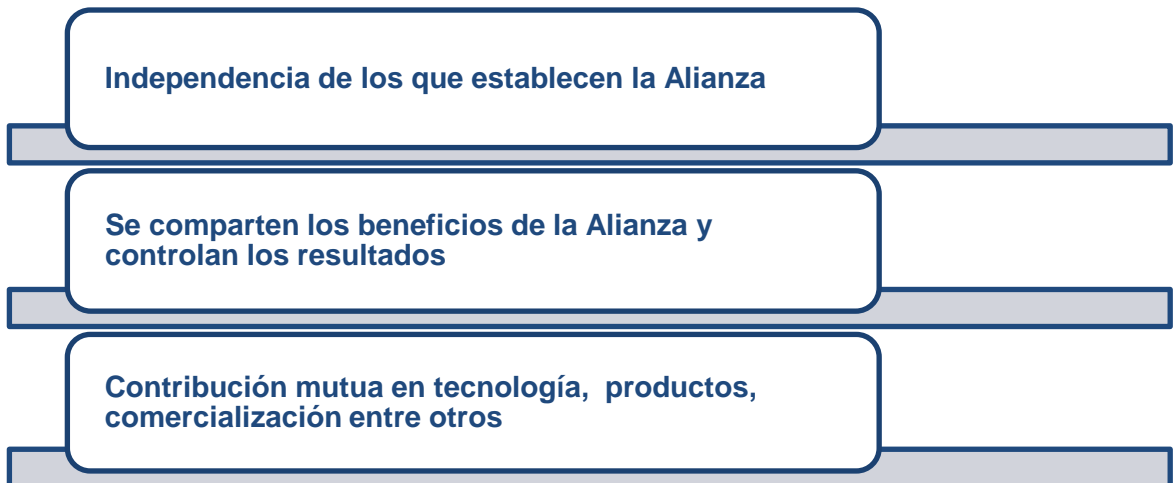 Independencia de los que establecen la Alianza
Se comparten los beneficios de la Alianza y
controlan los resultados
Contribución mutua en tecnología, productos,
comercialización entre otros